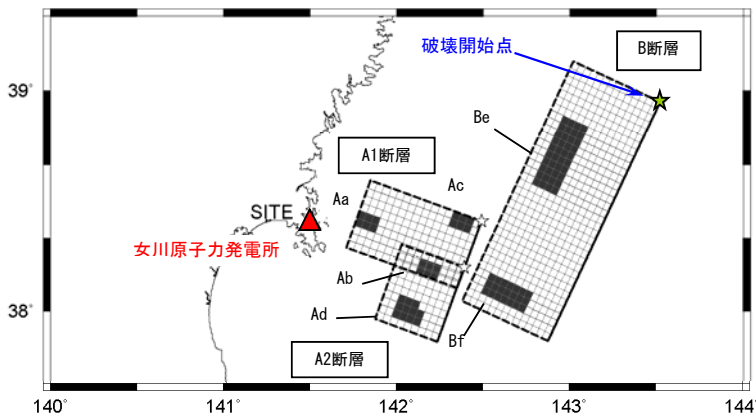 破壊開始点
B断層
39°
Be
A1断層
Aa
Ac
SITE
女川原子力発電所
Ab
38°
Ad
Bf
A2断層
140°
141°
142°
143°
144°